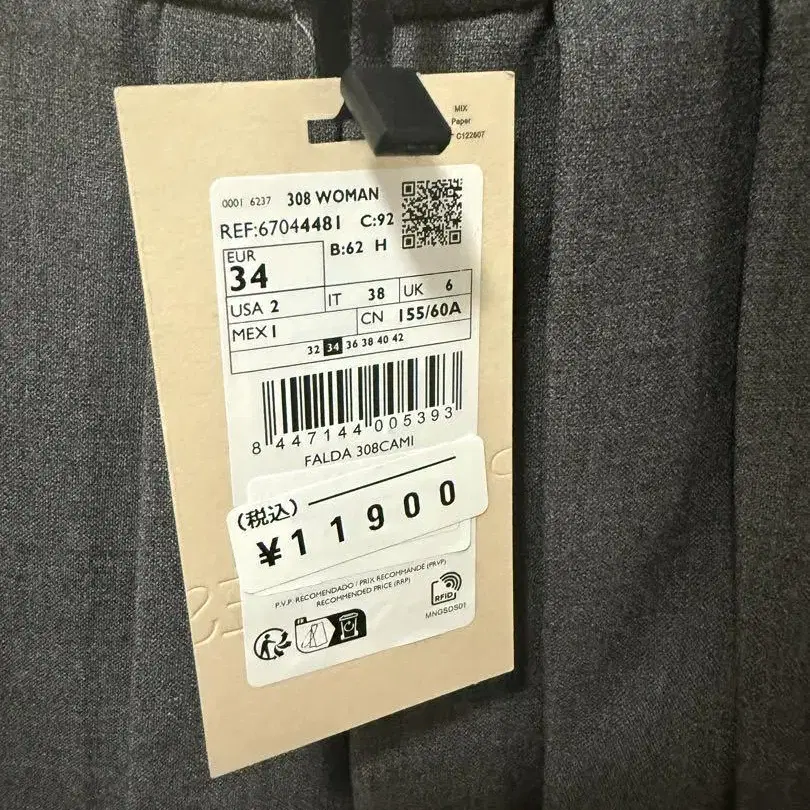 MIX
Paper
C122607
0001 6237 308 WOMAN
REF:67044481 C:92
EUR
34
B:62 H
USA 2 IT 38 UK 6
MEX 1 CN 155/60A
32 34 36 38 40 42
8 447144 005393
FALDA 308CAMI
(税込)
¥11900
P.V.P. RECOMENDADO / PRIX RECOMMANDÉ (PRVP)
RECOMMENDED PRICE (RRP)
RFID
MNGSDS01
FR